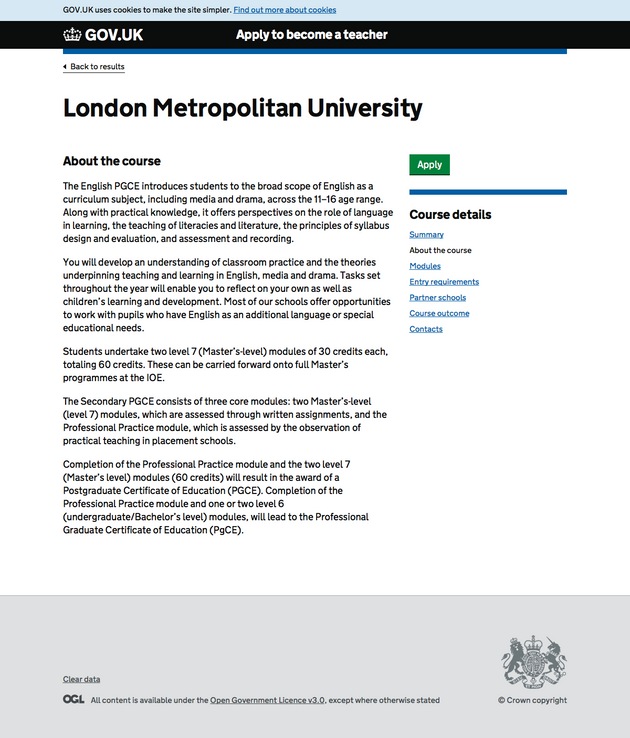 GOV.UK uses cookies to make the site simpler. Find out more about cookies
GOV.UK
Apply to become a teacher
Back to results
London Metropolitan University
About the course
The English PGCE introduces students to the broad scope of English as a
curriculum subject, including media and drama, across the 11–16 age range.
Along with practical knowledge, it offers perspectives on the role of language
in learning, the teaching of literacies and literature, the principles of syllabus
design and evaluation, and assessment and recording.
You will develop an understanding of classroom practice and the theories
underpinning teaching and learning in English, media and drama. Tasks set
throughout the year will enable you to reflect on your own as well as
children's learning and development. Most of our schools offer opportunities
to work with pupils who have English as an additional language or special
educational needs.
Students undertake two level 7 (Master's-level) modules of 30 credits each,
totaling 60 credits. These can be carried forward onto full Master's
programmes at the IOE.
The Secondary PGCE consists of three core modules: two Master's-level
(level 7) modules, which are assessed through written assignments, and the
Professional Practice module, which is assessed by the observation of
practical teaching in placement schools.
Completion of the Professional Practice module and the two level 7
(Master's level) modules (60 credits) will result in the award of a
Postgraduate Certificate of Education (PGCE). Completion of the
Professional Practice module and one or two level 6
(undergraduate/Bachelor's level) modules, will lead to the Professional
Graduate Certificate of Education (PgCE).
Apply
Course details
Summary
About the course
Modules
Entry requirements
Partner schools
Course outcome
Contacts
Clear data
OGL All content is available under the Open Government Licence v3.0, except where otherwise stated
© Crown copyright